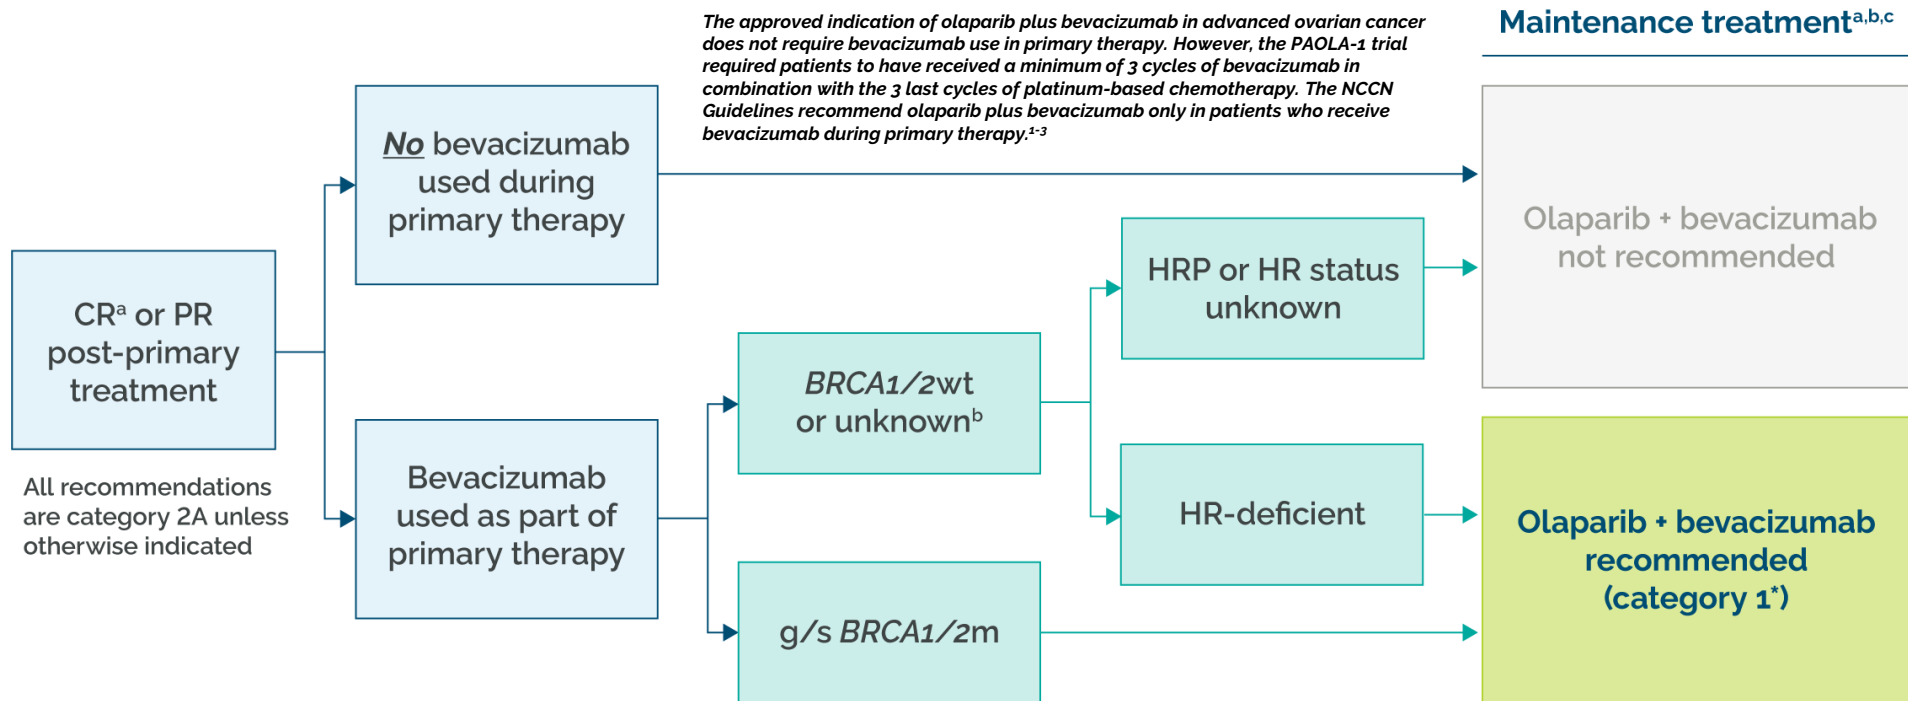 The approved indication of olaparib plus bevacizumab in advanced ovarian cancer
does not require bevacizumab use in primary therapy. However, the PAOLA-1 trial
required patients to have received a minimum of 3 cycles of bevacizumab in
combination with the 3 last cycles of platinum-based chemotherapy. The NCCN
Guidelines recommend olaparib plus bevacizumab only in patients who receive
bevacizumab during primary therapy.¹⁻³
Maintenance treatmentᵃ,ᵇ,ᶜ
No bevacizumab
used during
primary therapy
Olaparib + bevacizumab
not recommended
CRᵃ or PR
post-primary
treatment
HRP or HR status
unknown
BRCA1/2wt
or unknownᵇ
All recommendations
are category 2A unless
otherwise indicated
Bevacizumab
used as part of
primary therapy
HR-deficient
Olaparib + bevacizumab
recommended
(category 1*)
g/s BRCA1/2m